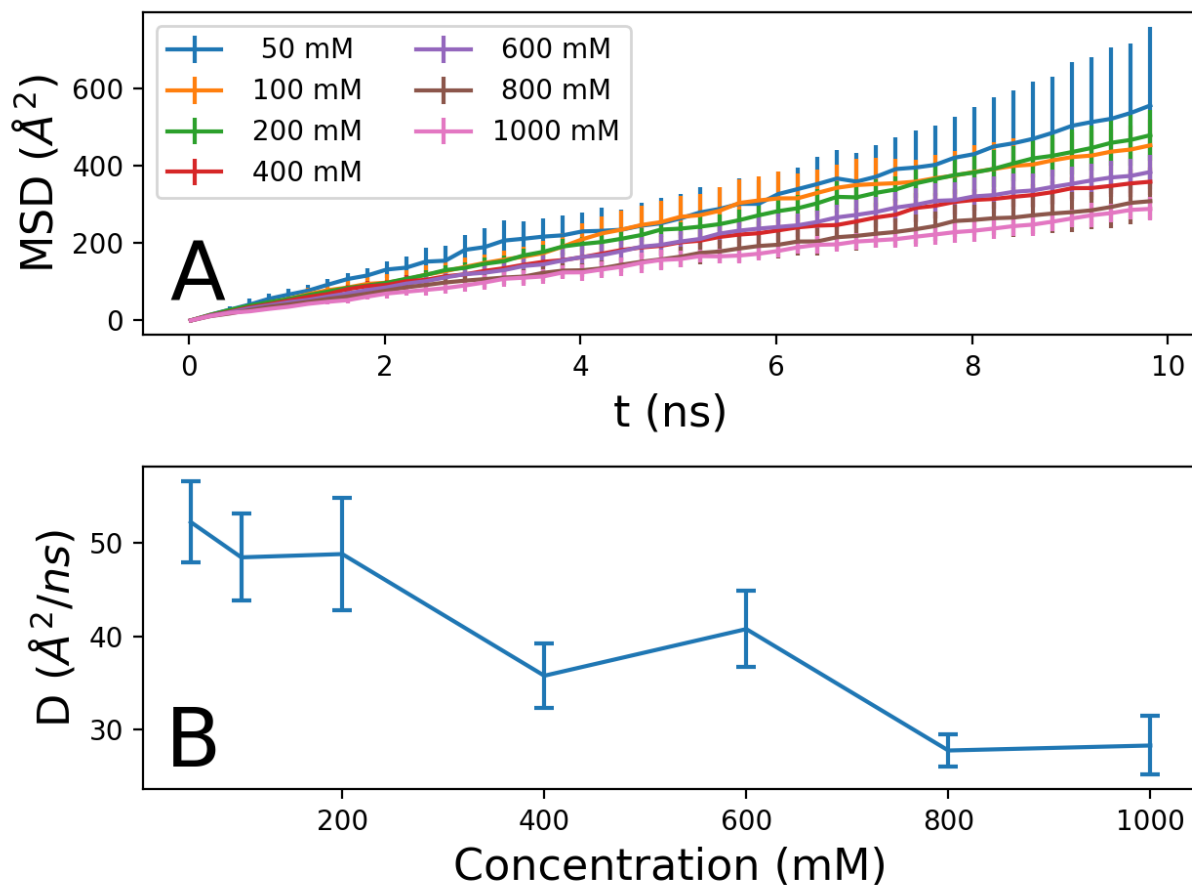 MSD (Å²)
600
400
200
0
50 mM
100 mM
200 mM
400 mM
600 mM
800 mM
1000 mM
A
0 2 4 6 8 10
t (ns)
D (Å²/ns)
50
40
30
B
200 400 600 800 1000
Concentration (mM)